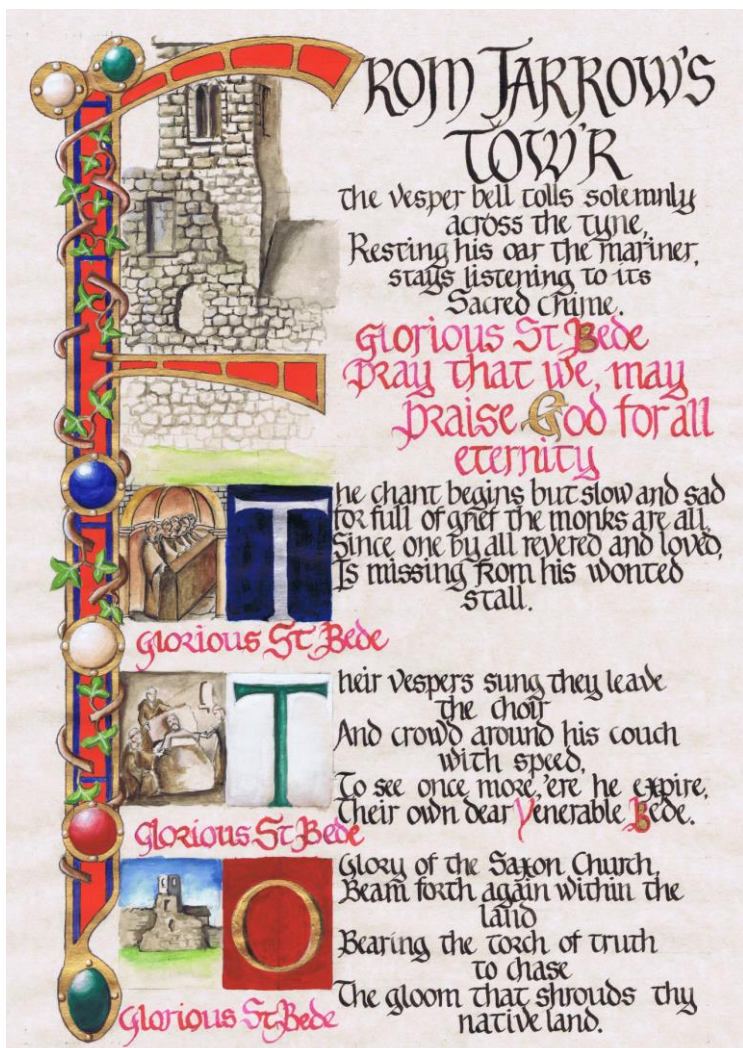 FROM JARROW'S
TOW'R
the vesper bell tolls solemnly
across the tyne,
Resting his oar the mariner,
stays listening to its
Sacred chime.
Glorious St Bede
Pray that we, may
praise God for all
eternity
The chant begins but slow and sad
for full of grief the monks are all,
Since one by all revered and loved,
Is missing from his wonted
stall.
Glorious St Bede
Their vespers sung they leave
the choir
And crowd around his couch
with speed,
To see once more, 'ere he expire,
Their own dear Venerable Bede.
Glorious St Bede
O Glory of the Saxon Church,
Beam forth again within the
land
Bearing the torch of truth
to chase
The gloom that shrouds thy
native land.
Glorious St Bede